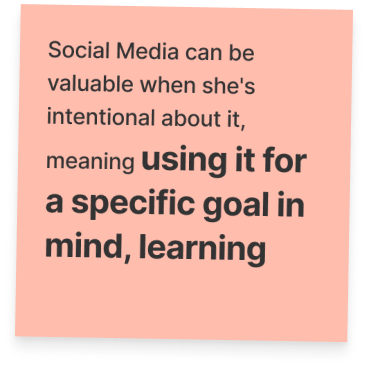 Social Media can be
valuable when she's
intentional about it,
meaning using it for
a specific goal in
mind, learning